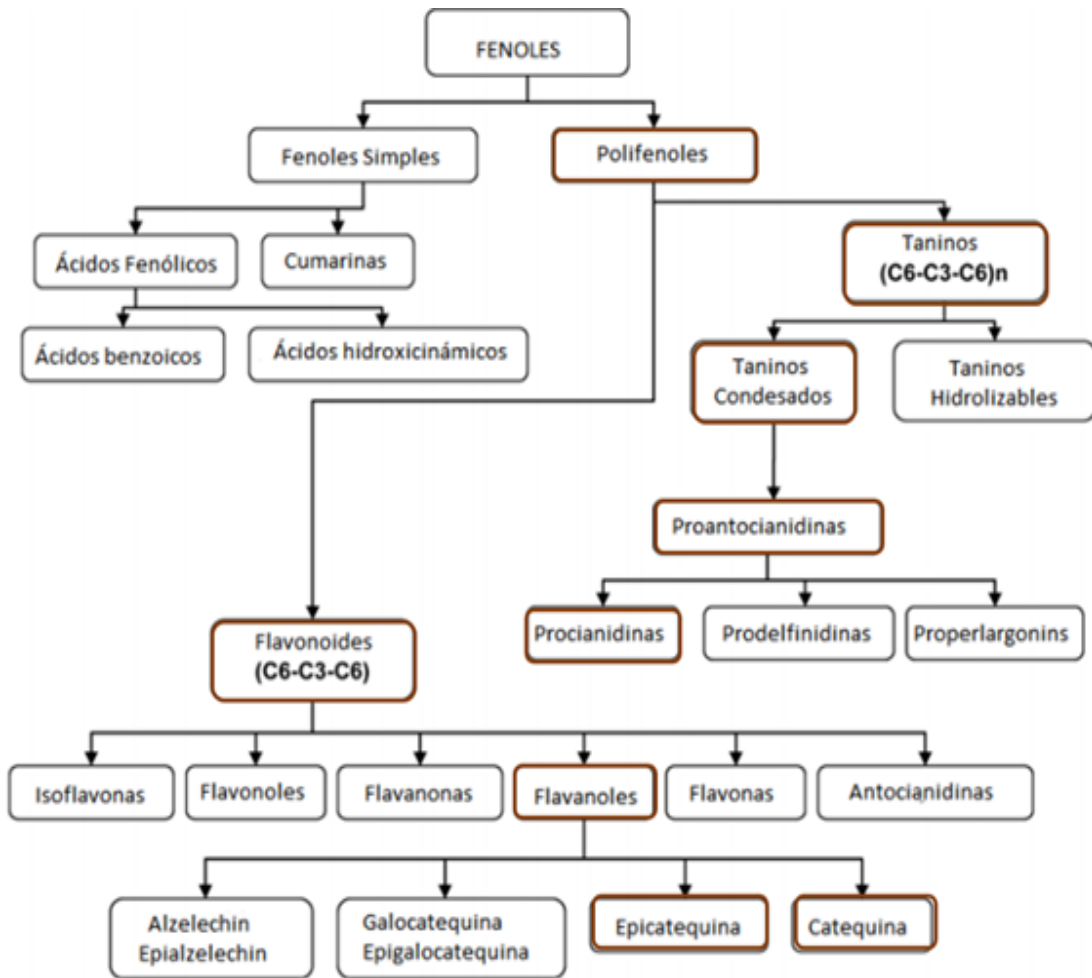 FENOLES
Fenoles Simples
Polifenoles
Taninos
(C6-C3-C6)n
Ácidos Fenólicos
Cumarinas
Ácidos benzoicos
Ácidos hidroxicinámicos
Taninos
Condesados
Taninos
Hidrolizables
Proantocianidinas
Procianidinas
Prodelfinidinas
Properlargonins
Flavonoides
(C6-C3-C6)
Isoflavonas
Flavonoles
Flavanonas
Flavanoles
Flavonas
Antocianidinas
Alzelechin
Epialzelechin
Galocatequina
Epigalocatequina
Epicatequina
Catequina